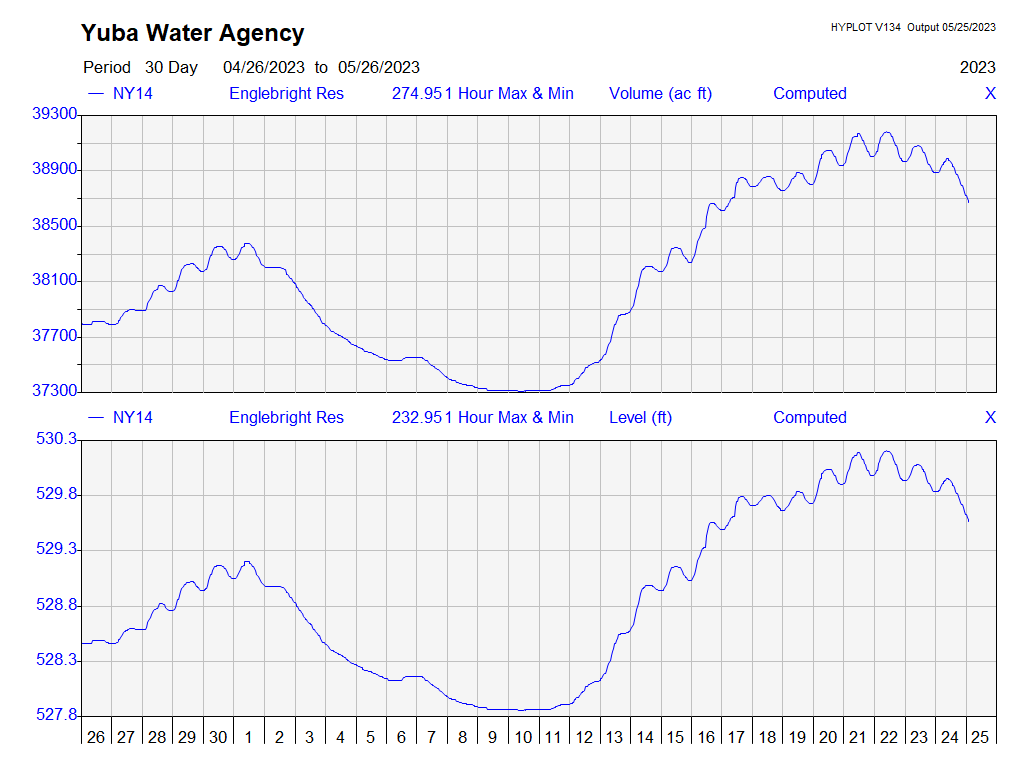 Yuba Water Agency
HYPLOT V134 Output 05/25/2023
Period 30 Day 04/26/2023 to 05/26/2023 2023
NY14 Englebright Res 274.951 Hour Max & Min Volume (ac ft) Computed X
39300
38900
38500
38100
37700
37300
NY14 Englebright Res 232.951 Hour Max & Min Level (ft) Computed X
530.3
529.8
529.3
528.8
528.3
527.8
26 27 28 29 30 1 2 3 4 5 6 7 8 9 10 11 12 13 14 15 16 17 18 19 20 21 22 23 24 25